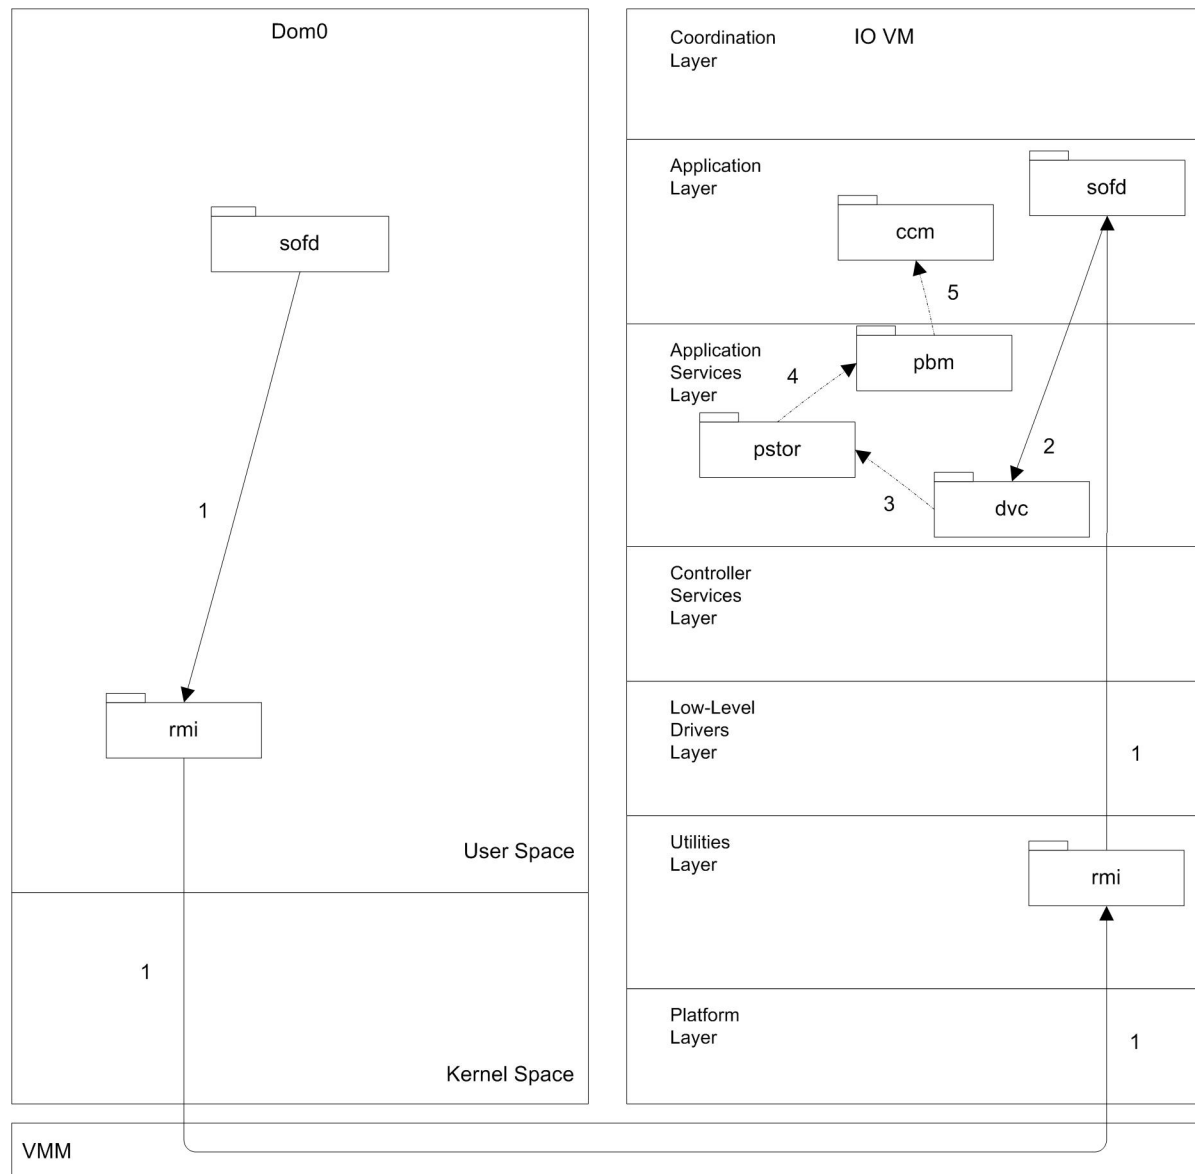 Dom0
sofd
1
rmi
User Space
1
Kernel Space
VMM
IO VM
Coordination
Layer
Application
Layer
sofd
ccm
5
Application
Services
Layer
pbm
4
pstor
2
3
dvc
Controller
Services
Layer
Low-Level
Drivers
Layer
1
Utilities
Layer
rmi
Platform
Layer
1